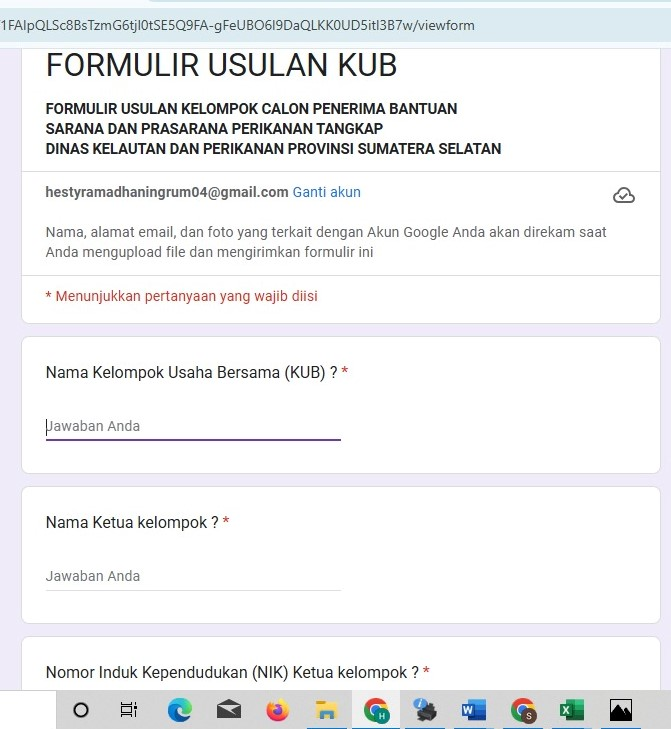 1FAIpQLSc8BsTzmG6tjI0tSE5Q9FA-gFeUBO6I9DaQLKK0UD5itI3B7w/viewform
FORMULIR USULAN KUB
FORMULIR USULAN KELOMPOK CALON PENERIMA BANTUAN
SARANA DAN PRASARANA PERIKANAN TANGKAP
DINAS KELAUTAN DAN PERIKANAN PROVINSI SUMATERA SELATAN
hestyramadhaningrum04@gmail.com Ganti akun
Nama, alamat email, dan foto yang terkait dengan Akun Google Anda akan direkam saat
Anda mengupload file dan mengirimkan formulir ini
* Menunjukkan pertanyaan yang wajib diisi
Nama Kelompok Usaha Bersama (KUB) ? *
Jawaban Anda
Nama Ketua kelompok ? *
Jawaban Anda
Nomor Induk Kependudukan (NIK) Ketua kelompok ? *
H
W
S
X